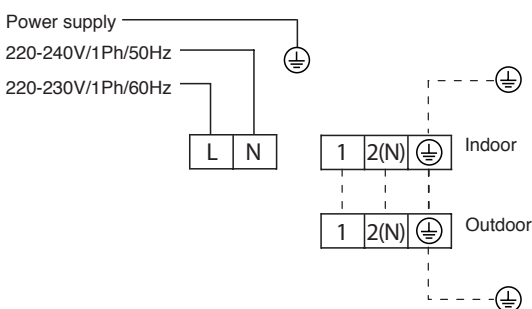 Power supply
220-240V/1Ph/50Hz
220-230V/1Ph/60Hz
L N
1 2(N) Indoor
1 2(N) Outdoor